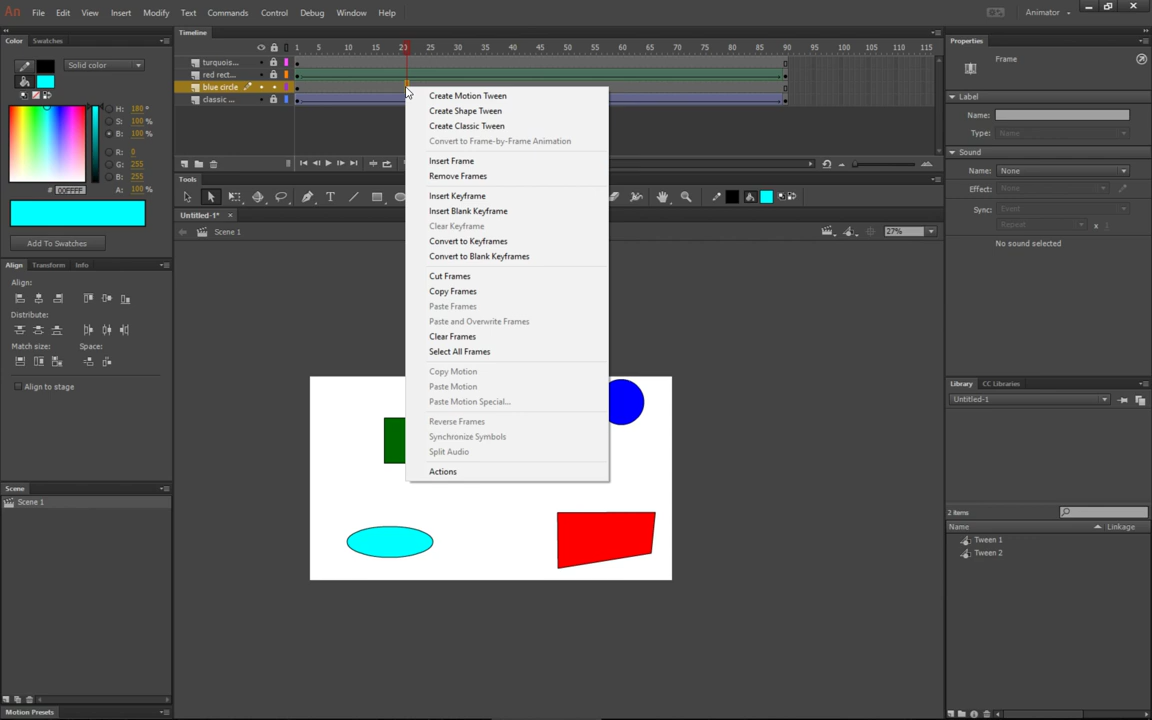 An File Edit View Insert Modify Text Commands Control Debug Window Help Animator
Color Swatches
Solid color
H: 180 °
S: 100 %
B: 100 %
R: 0
G: 255
B: 255
# 00FFFF A: 100 %
Add To Swatches
Align Transform Info
Align:
Distribute:
Match size: Space:
Align to stage
Scene
Scene 1
Motion Presets
Timeline
1 5 10 15 20 25 30 35 40 45 50 55 60 65 70 75 80 85 90 95 100 105 110 115
turquois...
red rect...
blue circle
classic ...
Tools
Untitled-1* ×
Scene 1
27%
Create Motion Tween
Create Shape Tween
Create Classic Tween
Convert to Frame-by-Frame Animation
Insert Frame
Remove Frames
Insert Keyframe
Insert Blank Keyframe
Clear Keyframe
Convert to Keyframes
Convert to Blank Keyframes
Cut Frames
Copy Frames
Paste Frames
Paste and Overwrite Frames
Clear Frames
Select All Frames
Copy Motion
Paste Motion
Paste Motion Special...
Reverse Frames
Synchronize Symbols
Split Audio
Actions
Properties
Frame
Label
Name:
Type: None
Sound
Name: None
Effect: None
Sync: Event
Repeat x 1
No sound selected
Library CC Libraries
Untitled-1
2 items
Name Linkage
Tween 1
Tween 2